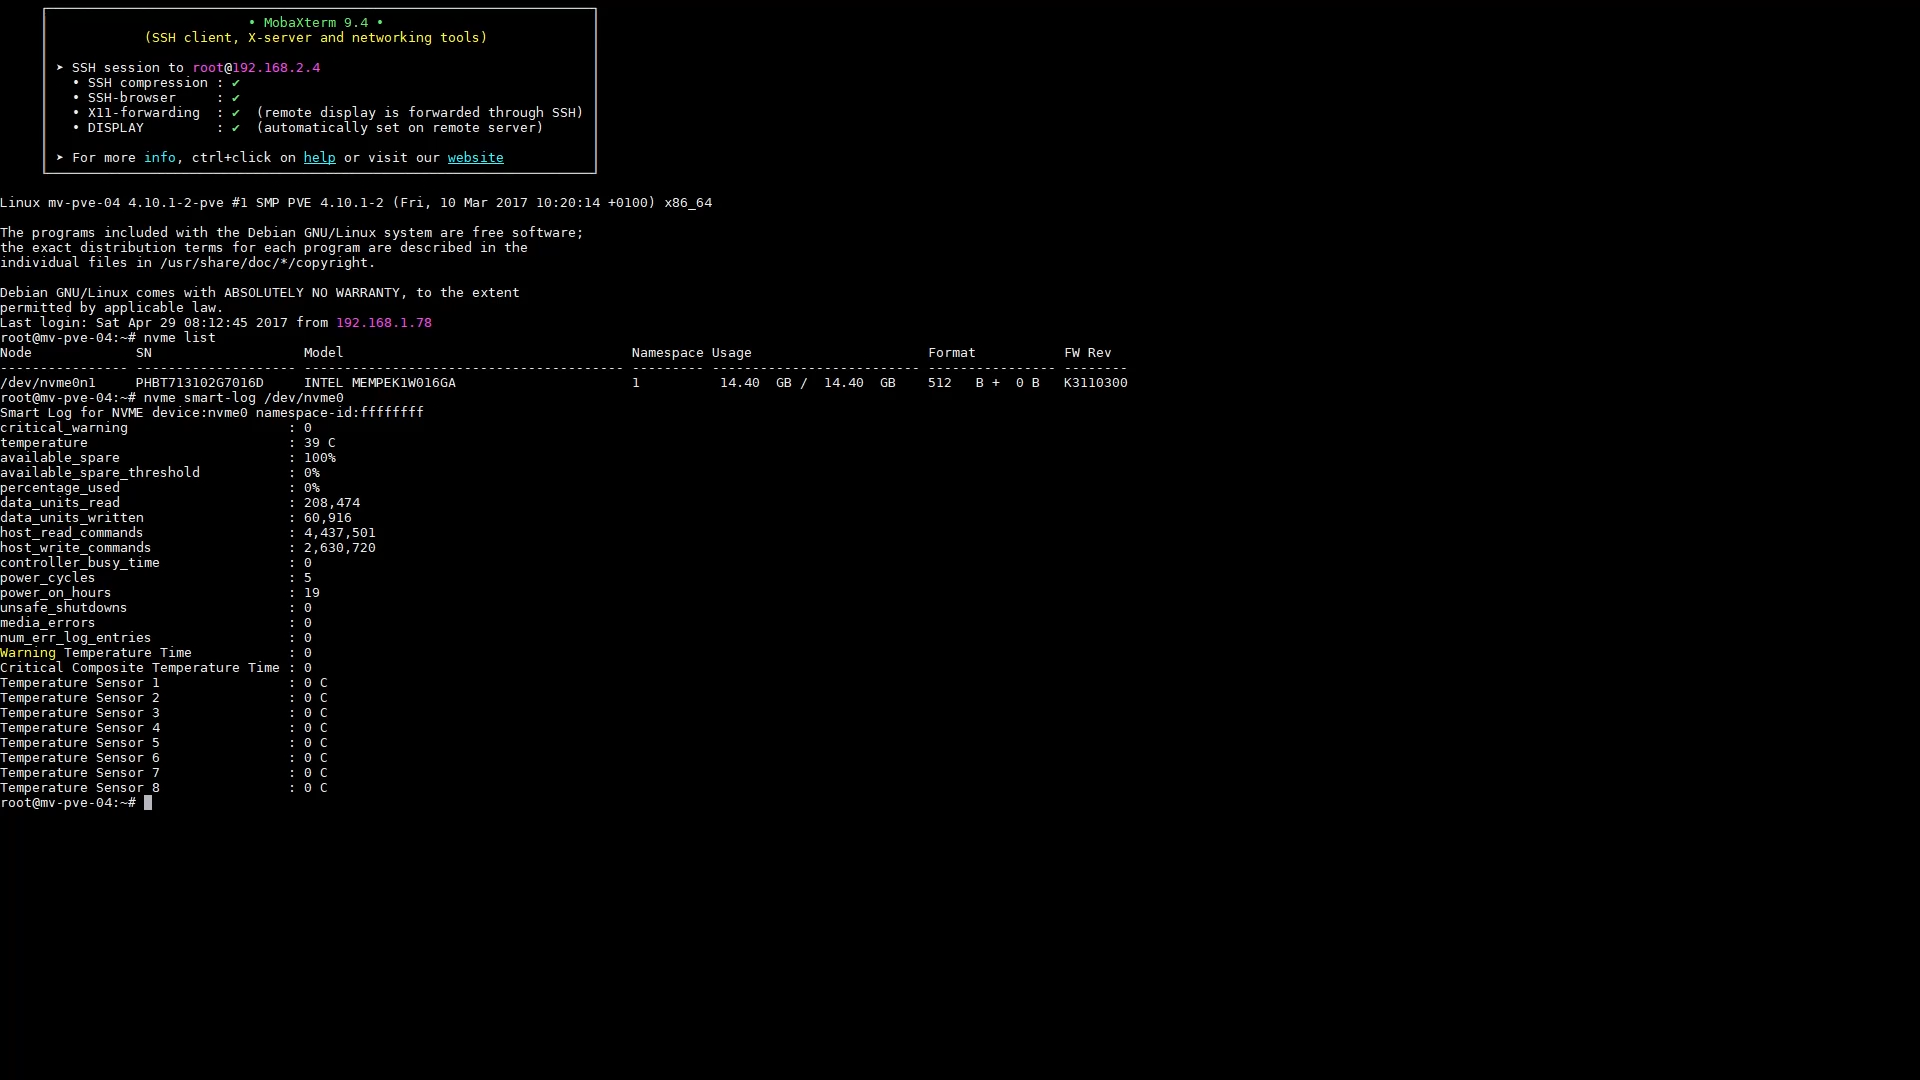 • MobaXterm 9.4 •
(SSH client, X-server and networking tools)
➤ SSH session to root@192.168.2.4
• SSH compression : ✔
• SSH-browser     : ✔
• X11-forwarding  : ✔  (remote display is forwarded through SSH)
• DISPLAY         : ✔  (automatically set on remote server)
➤ For more info, ctrl+click on help or visit our website
Linux mv-pve-04 4.10.1-2-pve #1 SMP PVE 4.10.1-2 (Fri, 10 Mar 2017 10:20:14 +0100) x86_64
The programs included with the Debian GNU/Linux system are free software;
the exact distribution terms for each program are described in the
individual files in /usr/share/doc/*/copyright.
Debian GNU/Linux comes with ABSOLUTELY NO WARRANTY, to the extent
permitted by applicable law.
Last login: Sat Apr 29 08:12:45 2017 from 192.168.1.78
root@mv-pve-04:~# nvme list
Node             SN                   Model                                    Namespace Usage                      Format           FW Rev
---------------- -------------------- ---------------------------------------- --------- -------------------------- ---------------- --------
/dev/nvme0n1     PHBT713102G7016D     INTEL MEMPEK1W016GA                      1          14.40  GB /  14.40  GB    512   B +  0 B   K3110300
root@mv-pve-04:~# nvme smart-log /dev/nvme0
Smart Log for NVME device:nvme0 namespace-id:ffffffff
critical_warning                    : 0
temperature                         : 39 C
available_spare                     : 100%
available_spare_threshold           : 0%
percentage_used                     : 0%
data_units_read                     : 208,474
data_units_written                  : 60,916
host_read_commands                  : 4,437,501
host_write_commands                 : 2,630,720
controller_busy_time                : 0
power_cycles                        : 5
power_on_hours                      : 19
unsafe_shutdowns                    : 0
media_errors                        : 0
num_err_log_entries                 : 0
Warning Temperature Time            : 0
Critical Composite Temperature Time : 0
Temperature Sensor 1                : 0 C
Temperature Sensor 2                : 0 C
Temperature Sensor 3                : 0 C
Temperature Sensor 4                : 0 C
Temperature Sensor 5                : 0 C
Temperature Sensor 6                : 0 C
Temperature Sensor 7                : 0 C
Temperature Sensor 8                : 0 C
root@mv-pve-04:~#